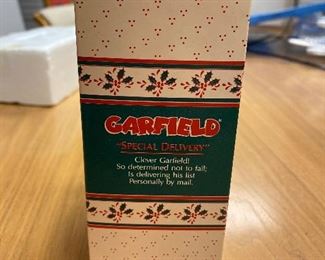 GARFIELD
"SPECIAL DELIVERY"
Clever Garfield!
So determined not to fail;
Is delivering his list
Personally by mail.